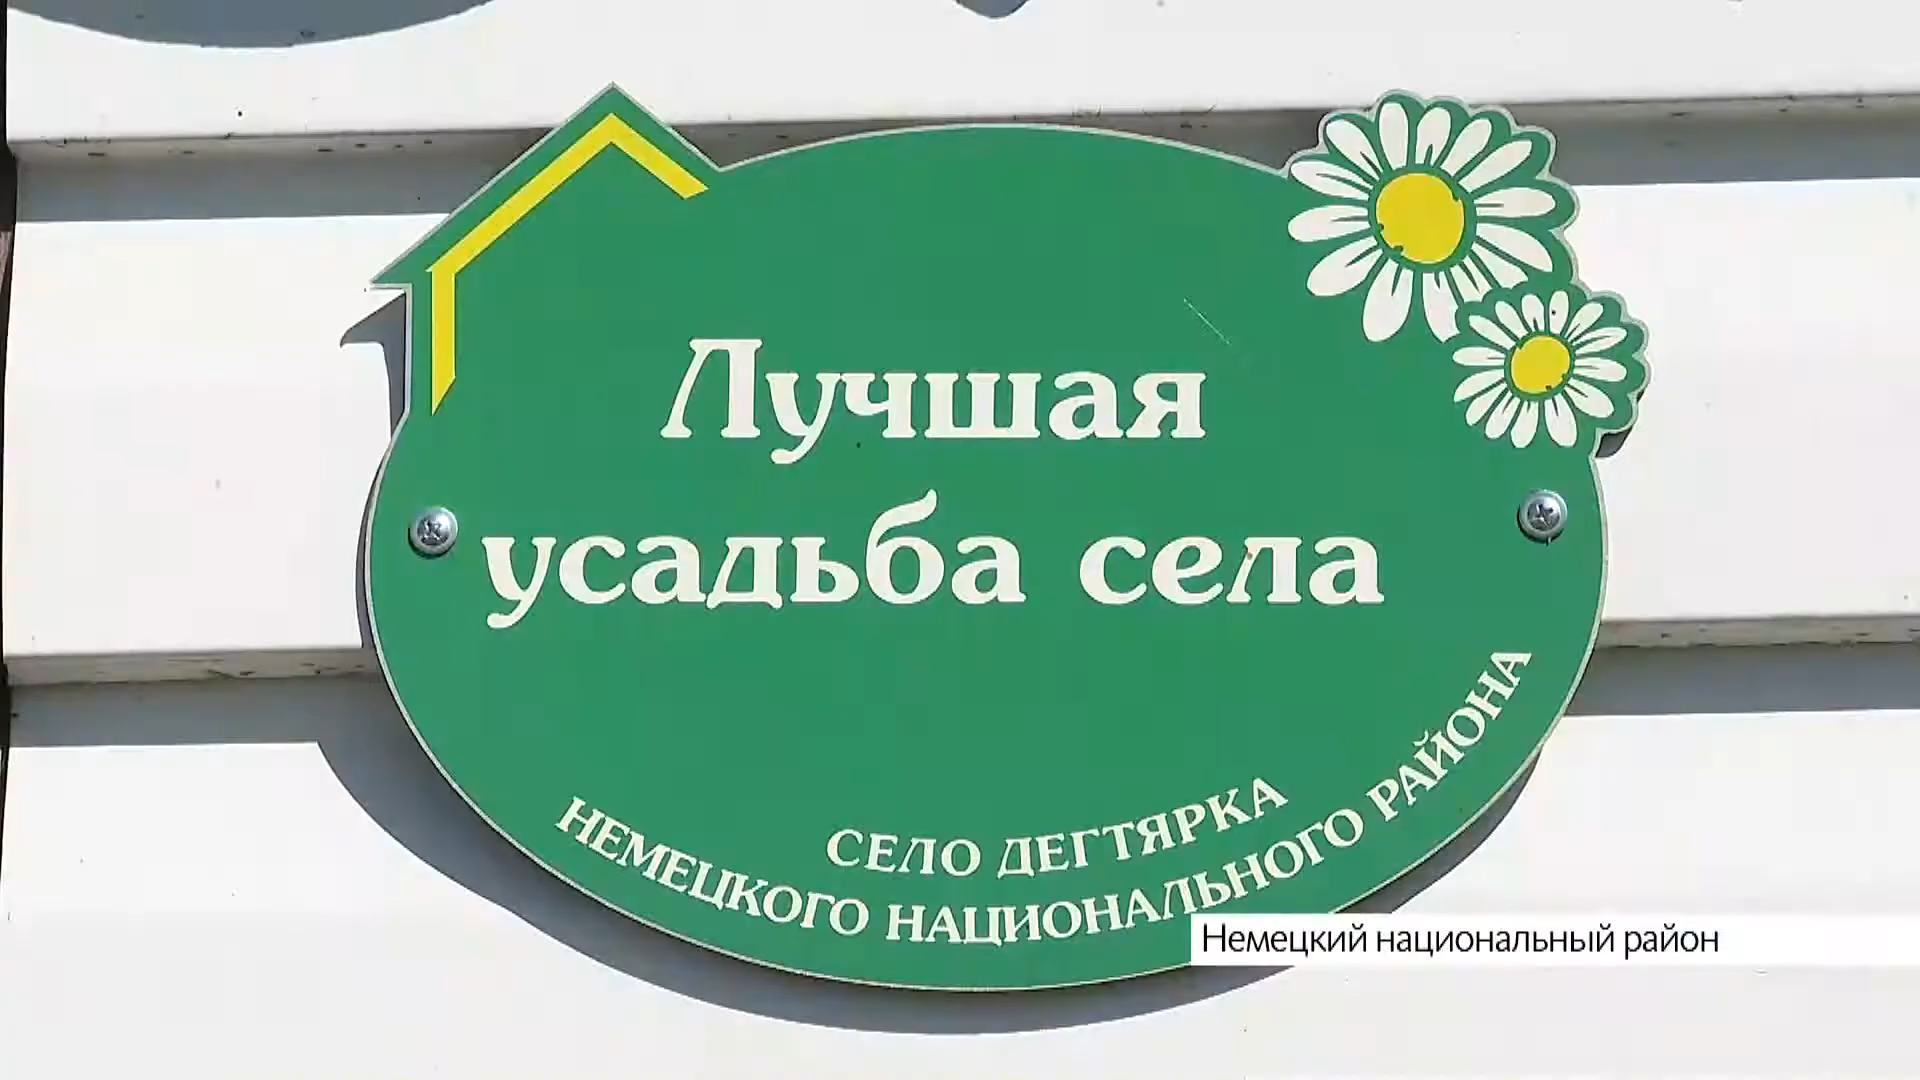 Лучшая
усадьба села
СЕЛО ДЕГТЯРКА
НЕМЕЦКОГО НАЦИОНАЛЬНОГО РАЙОНА
Немецкий национальный район